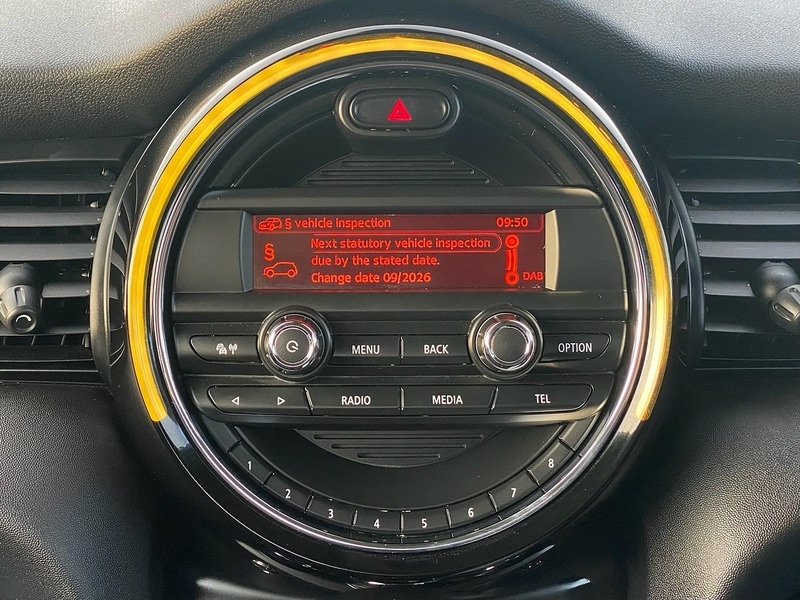 § vehicle inspection 09:50
§ Next statutory vehicle inspection
due by the stated date.
Change date 09/2026 DAB
MENU BACK OPTION
RADIO MEDIA TEL
1 2 3 4 5 6 7 8